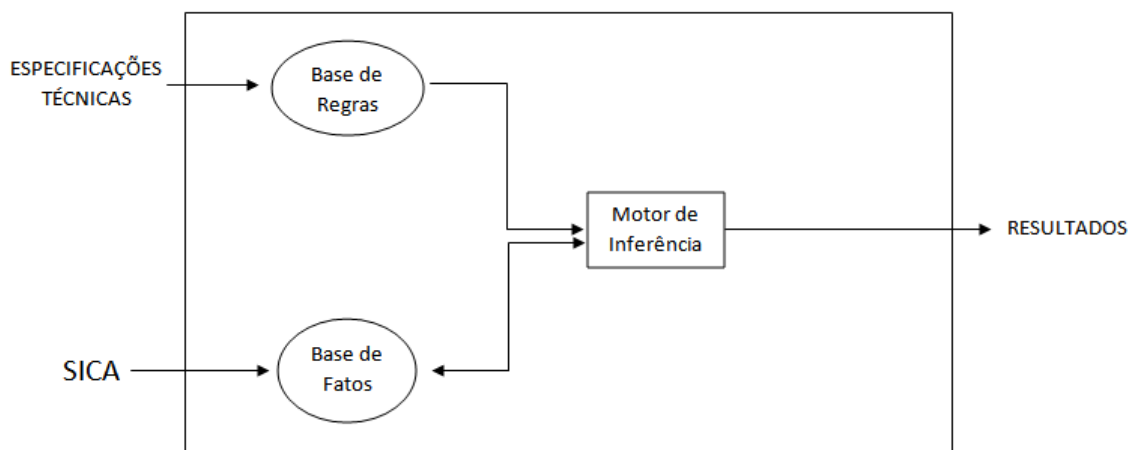 ESPECIFICAÇÕES
TÉCNICAS
Base de
Regras
Motor de
Inferência
RESULTADOS
SICA
Base de
Fatos